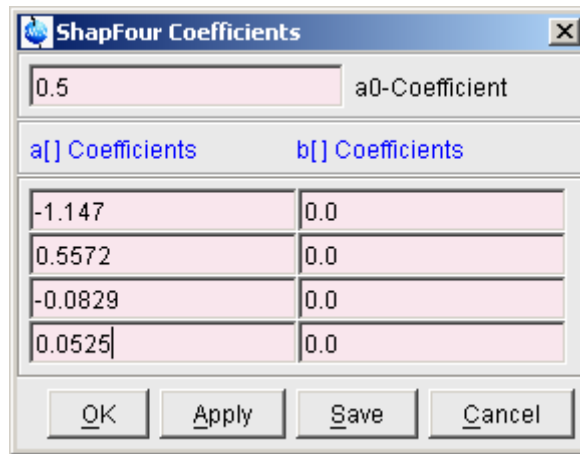 ShapFour Coefficients
0.5 a0-Coefficient
a[] Coefficients b[] Coefficients
-1.147 0.0
0.5572 0.0
-0.0829 0.0
0.0525 0.0
OK Apply Save Cancel